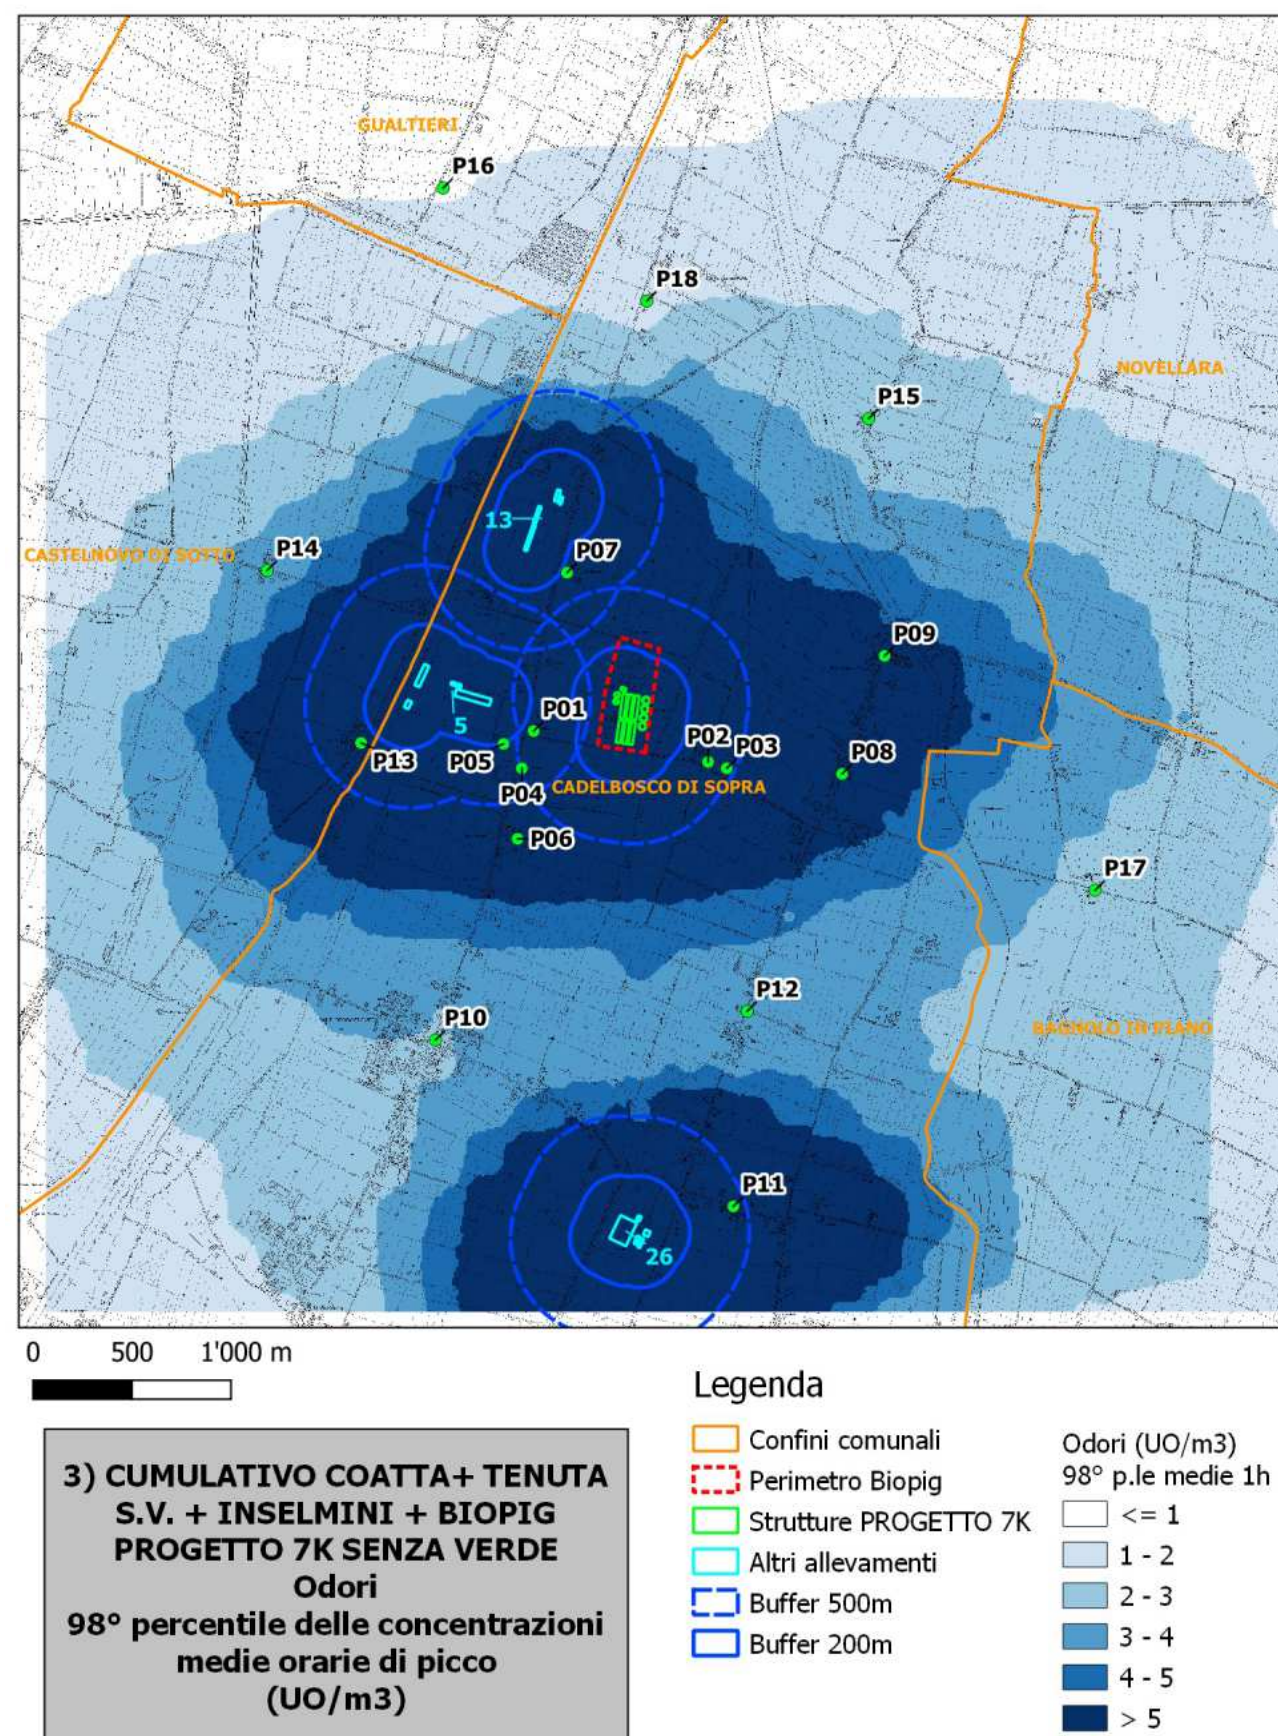 GUALTIERI
P16
P18
NOVELLARA
P15
13
CASTELNOVO DI SOTTO
P14
P07
P09
P01
5
P02
P03
P08
P13
P05
P04
CADELBOSCO DI SOPRA
P06
P17
P12
P10
BAGNOLO IN PIANO
P11
26
0 500 1'000 m
Legenda
Confini comunali
Perimetro Biopig
Strutture PROGETTO 7K
Altri allevamenti
Buffer 500m
Buffer 200m
Odori (UO/m3)
98° p.le medie 1h
<= 1
1 - 2
2 - 3
3 - 4
4 - 5
> 5
3) CUMULATIVO COATTA+ TENUTA
S.V. + INSELMINI + BIOPIG
PROGETTO 7K SENZA VERDE
Odori
98° percentile delle concentrazioni
medie orarie di picco
(UO/m3)